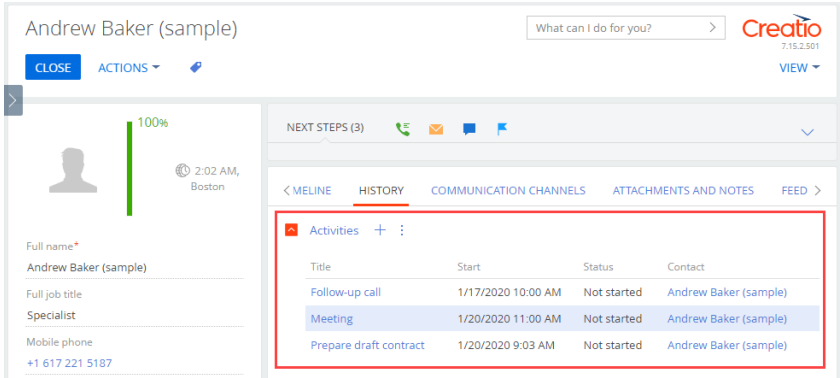 Andrew Baker (sample)
What can I do for you?
Creatio
7.15.2.501
CLOSE
ACTIONS
VIEW
100%
2:02 AM,
Boston
Full name*
Andrew Baker (sample)
Full job title
Specialist
Mobile phone
+1 617 221 5187
NEXT STEPS (3)
MELINE HISTORY COMMUNICATION CHANNELS ATTACHMENTS AND NOTES FEED
Activities
Title Start Status Contact
Follow-up call 1/17/2020 10:00 AM Not started Andrew Baker (sample)
Meeting 1/20/2020 11:00 AM Not started Andrew Baker (sample)
Prepare draft contract 1/20/2020 9:03 AM Not started Andrew Baker (sample)